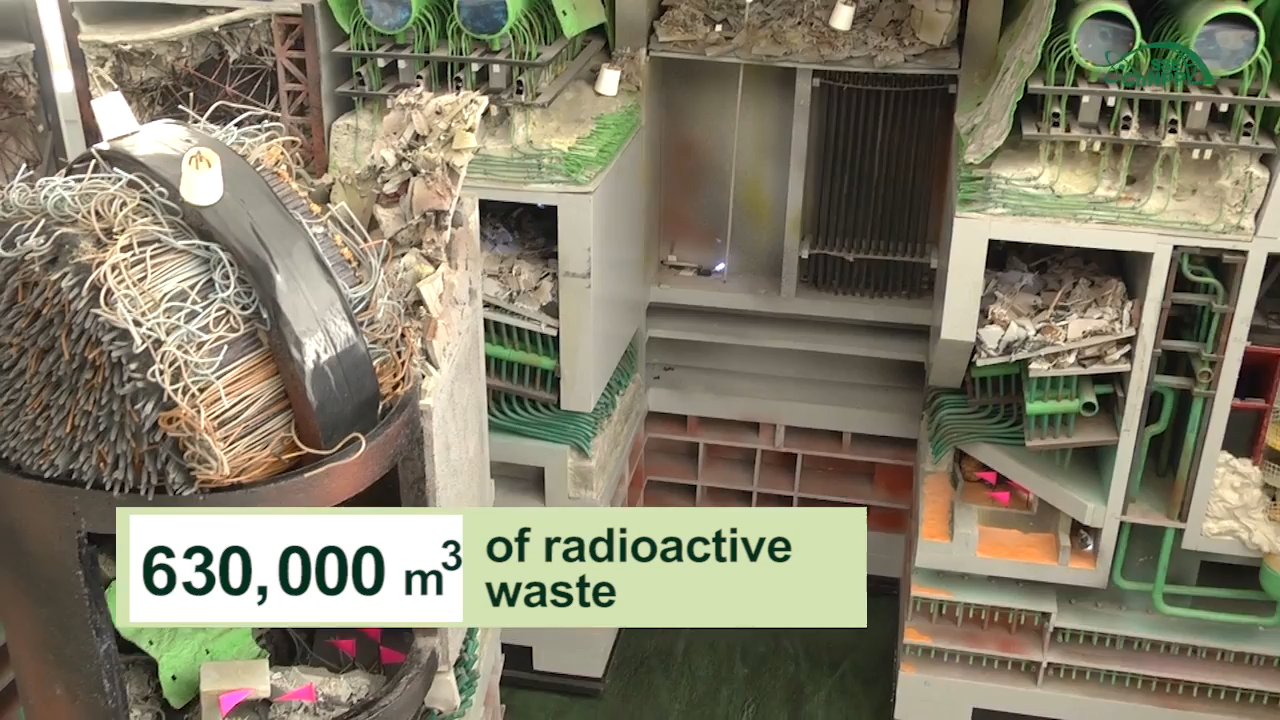 630,000 m³
of radioactive
waste